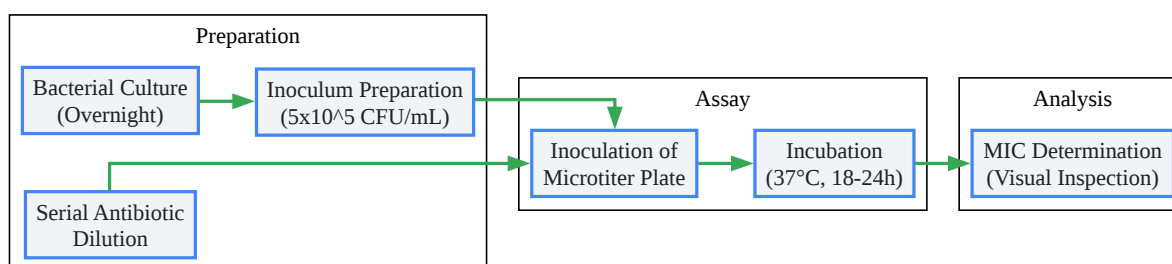 Preparation
Bacterial Culture
(Overnight)
Inoculum Preparation
(5x10^5 CFU/mL)
Serial Antibiotic
Dilution
Assay
Inoculation of
Microtiter Plate
Incubation
(37°C, 18-24h)
Analysis
MIC Determination
(Visual Inspection)